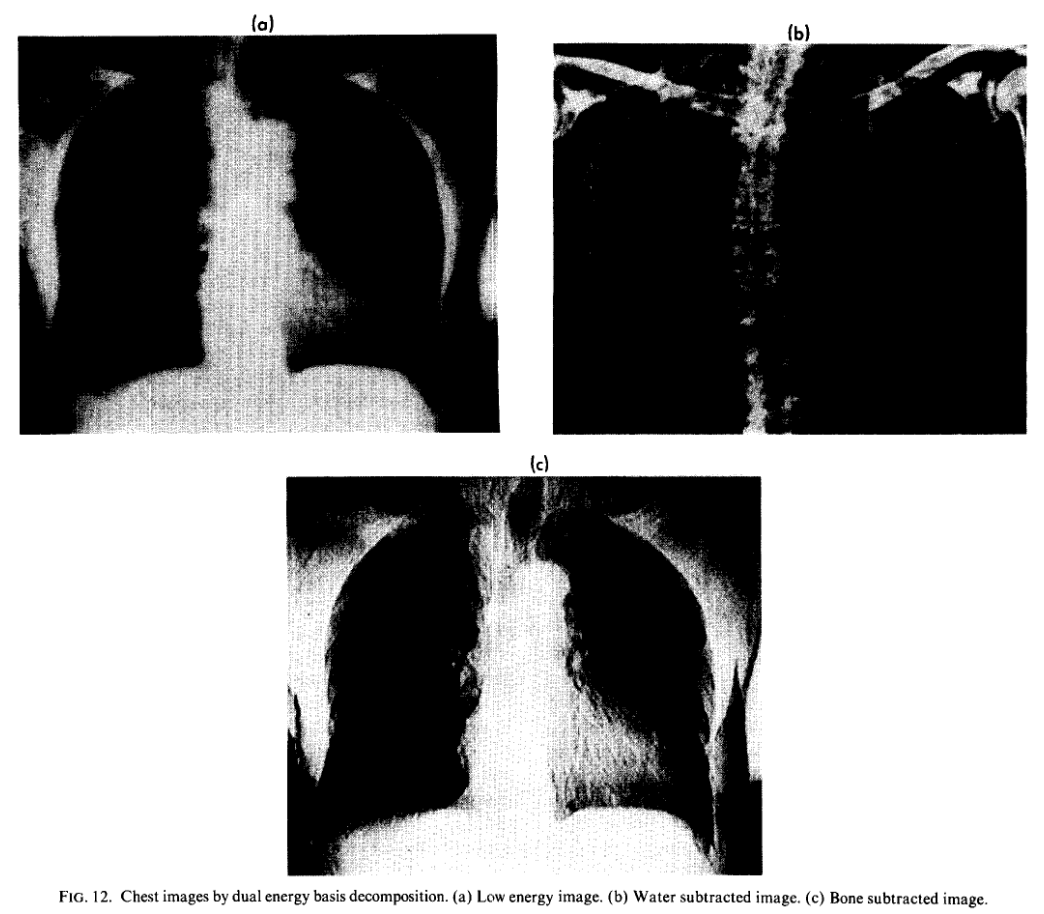 (a)
(b)
(c)
FIG. 12. Chest images by dual energy basis decomposition. (a) Low energy image. (b) Water subtracted image. (c) Bone subtracted image.